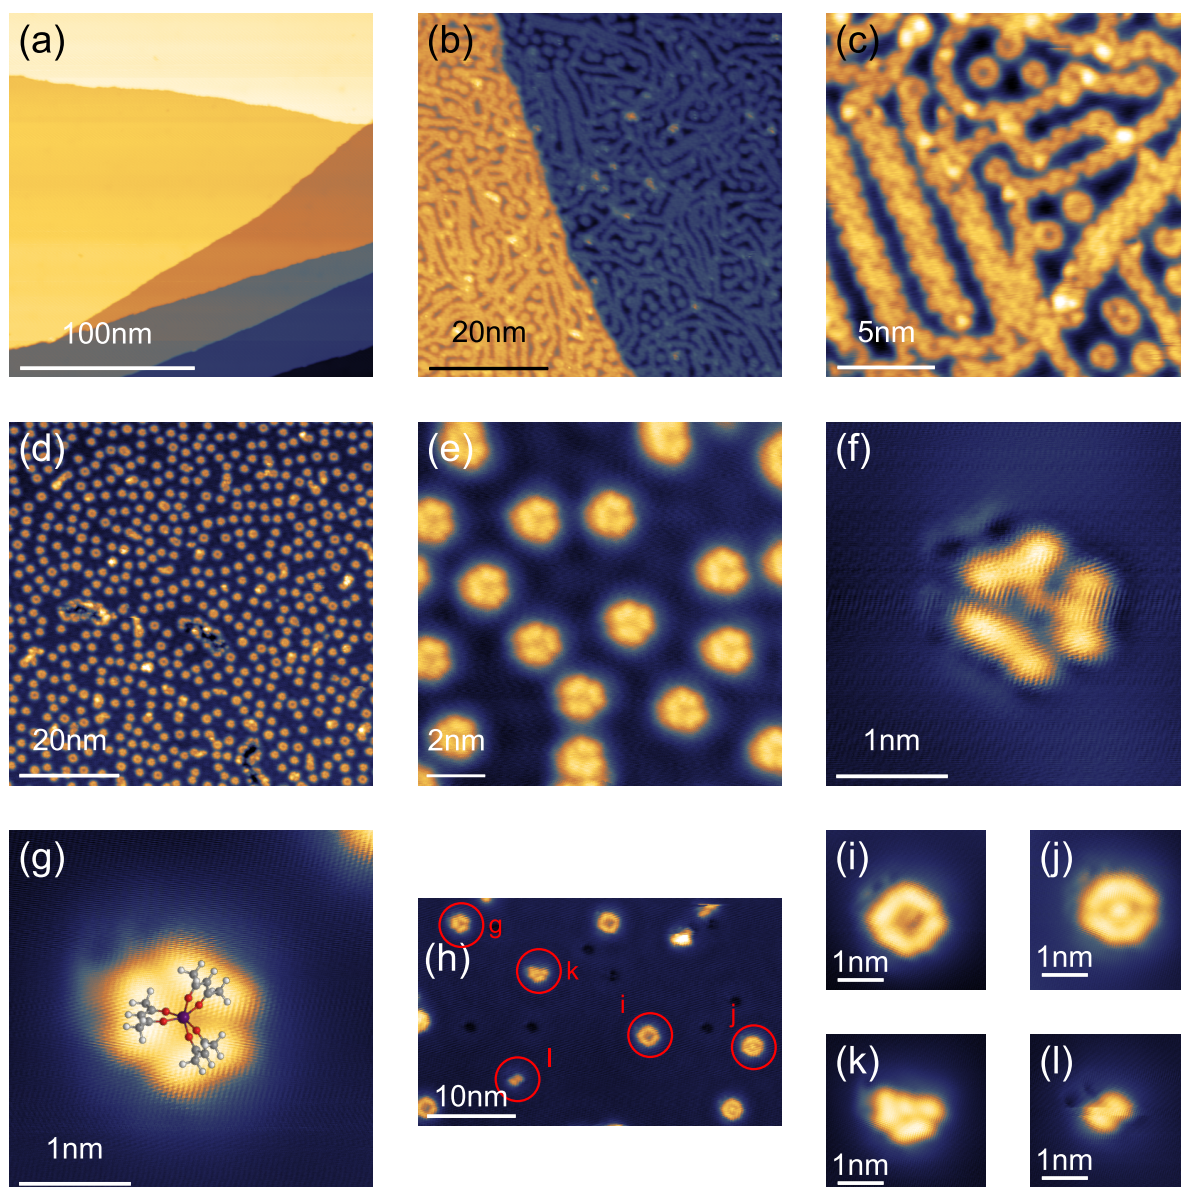 (a)
100nm
(b)
20nm
(c)
5nm
(d)
20nm
(e)
2nm
(f)
1nm
(g)
1nm
(h)
g
k
i
j
l
10nm
(i)
1nm
(j)
1nm
(k)
1nm
(l)
1nm